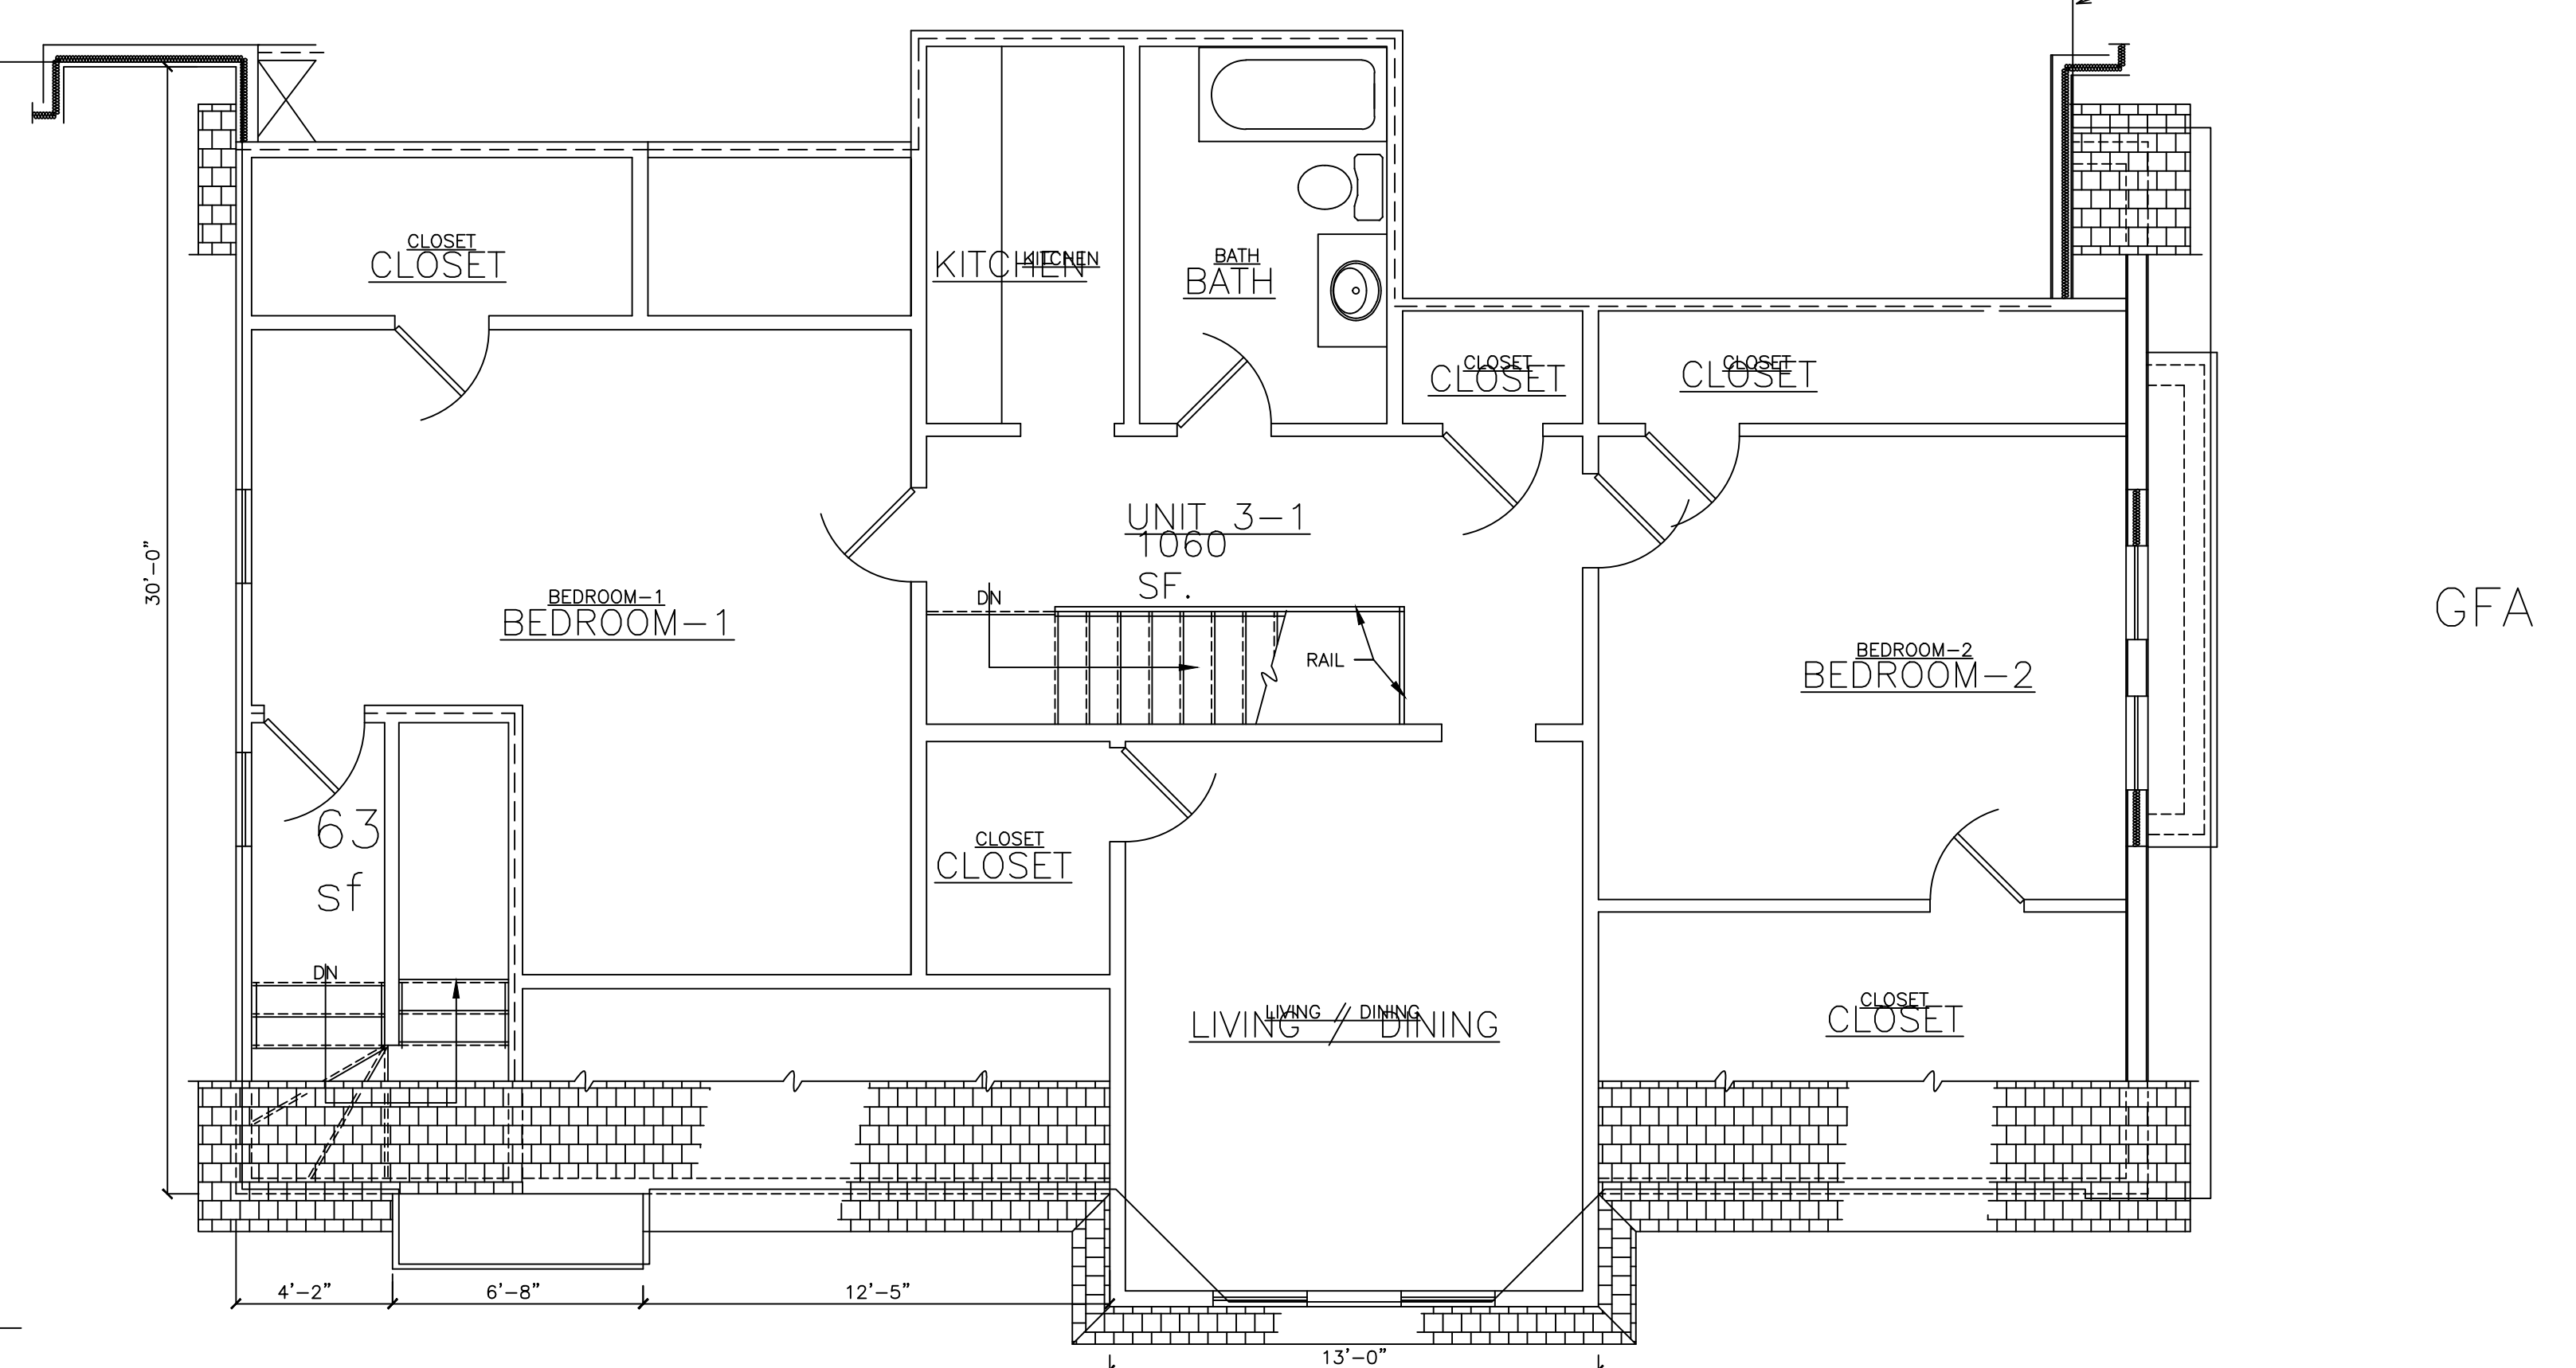 CLOSET
CLOSET
KITCHEN
KITCHEN
BATH
BATH
CLOSET
CLOSET
CLOSET
CLOSET
UNIT 3-1
1060
SF.
30'-0"
BEDROOM-1
BEDROOM-1
DN
RAIL
BEDROOM-2
BEDROOM-2
GFA
63
sf
CLOSET
CLOSET
DN
LIVING / DINING
LIVING / DINING
CLOSET
CLOSET
4'-2"
6'-8"
12'-5"
13'-0"